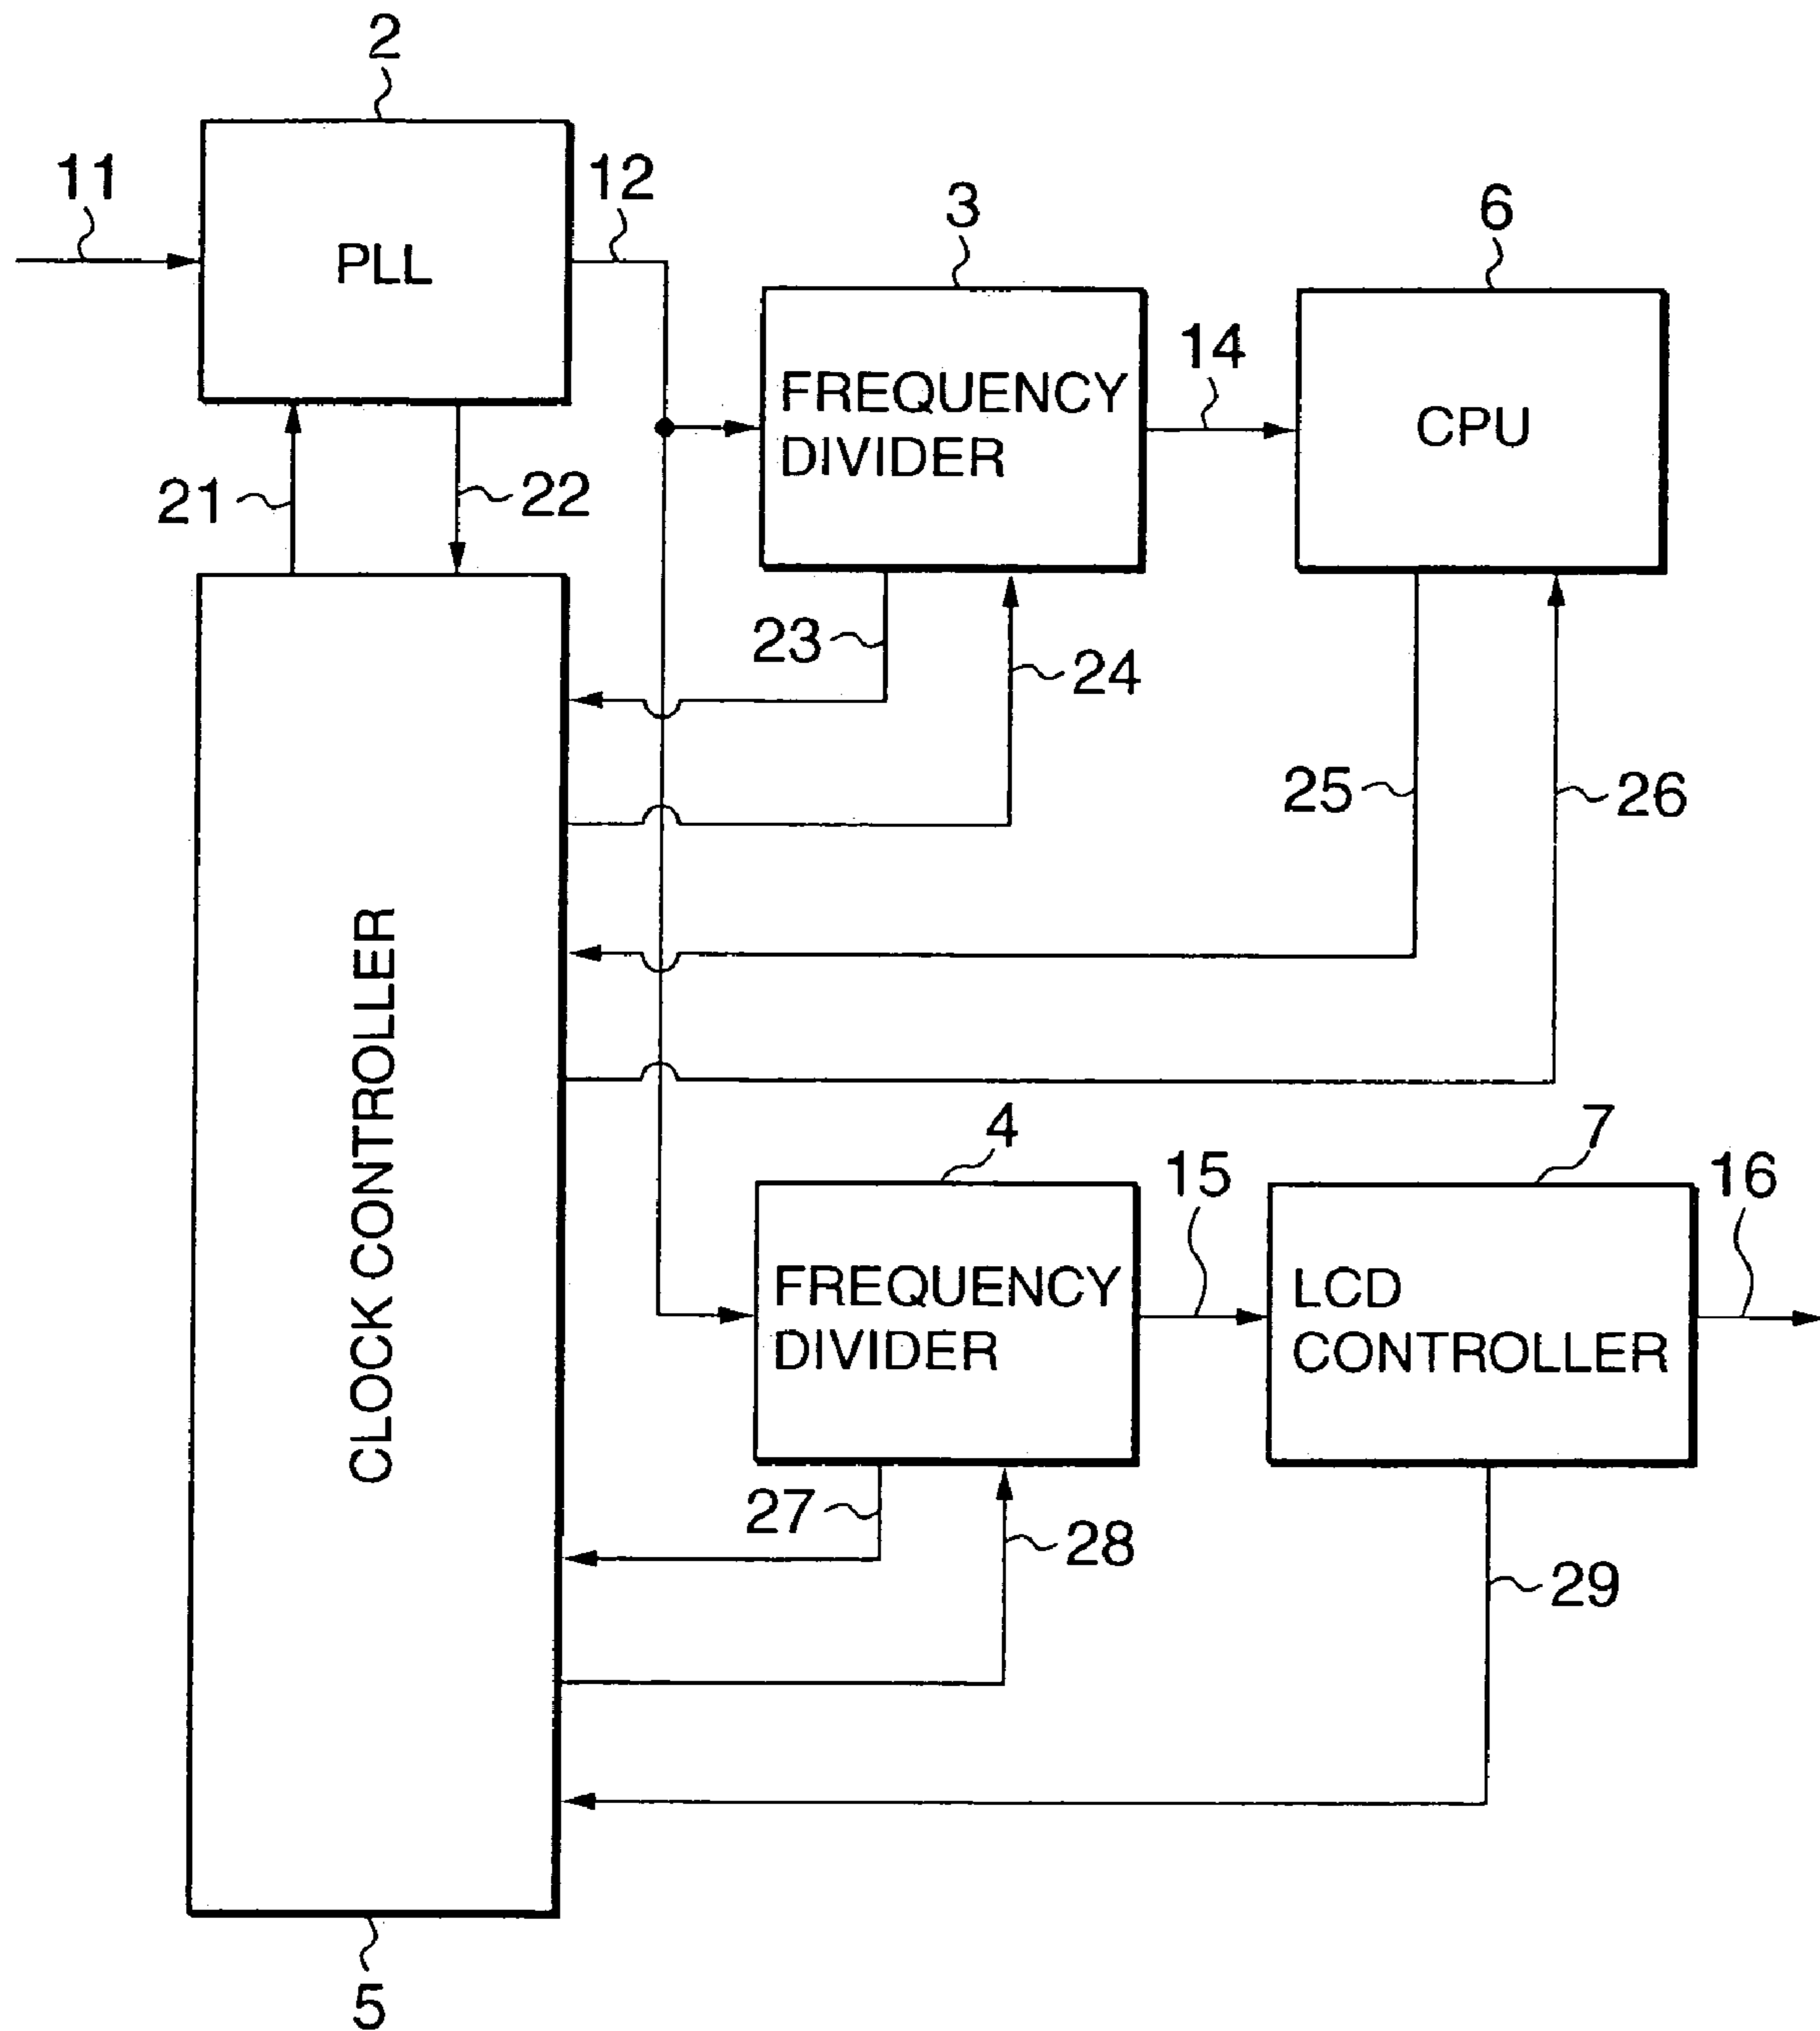 2
11
12
PLL
3
6
14
FREQUENCY
DIVIDER
CPU
21
22
23
24
25
26
CLOCK CONTROLLER
4
7
15
16
FREQUENCY
DIVIDER
LCD
CONTROLLER
27
28
29
5